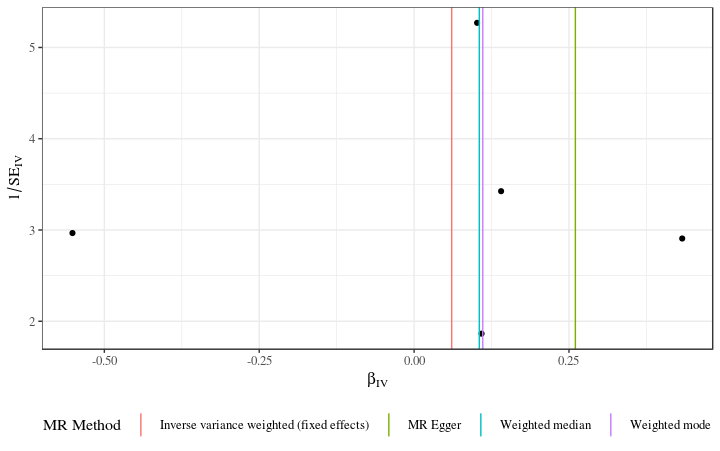 5
4
3
2
1/SE_IV
-0.50 -0.25 0.00 0.25
β_IV
MR Method Inverse variance weighted (fixed effects) MR Egger Weighted median Weighted mode